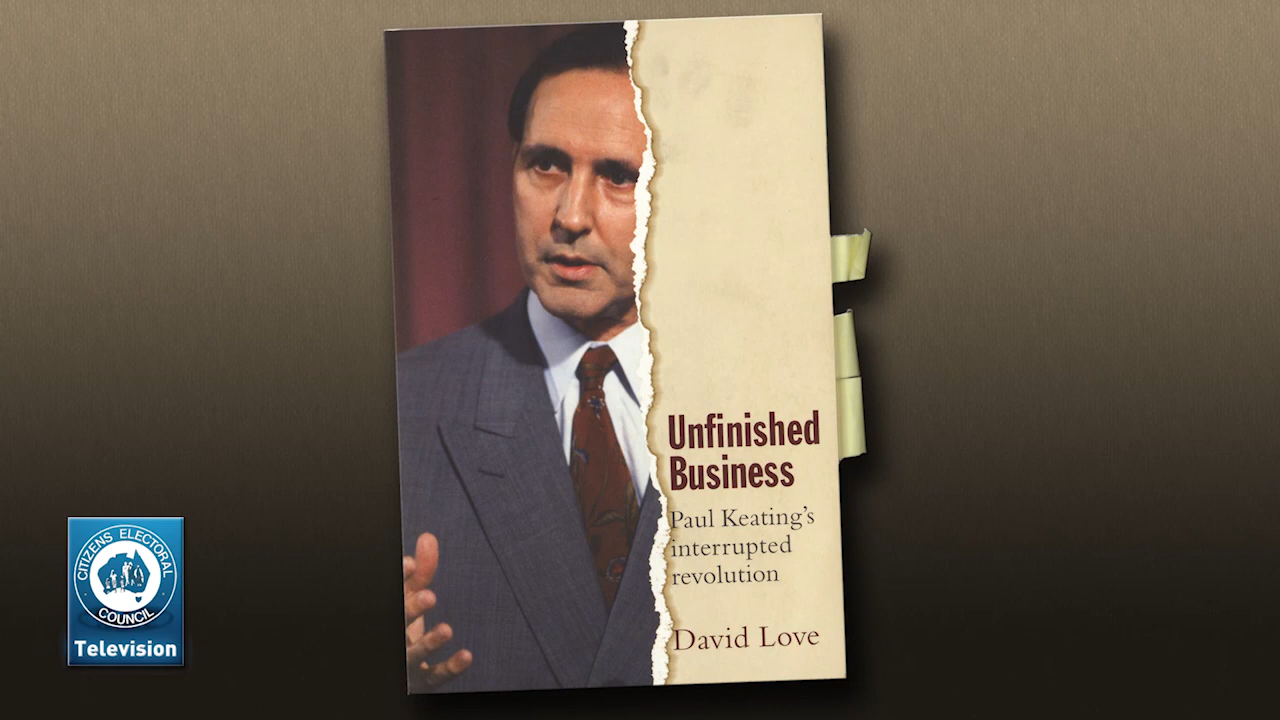 Unfinished
Business
Paul Keating's
interrupted
revolution
David Love
CITIZENS ELECTORAL
COUNCIL
Television